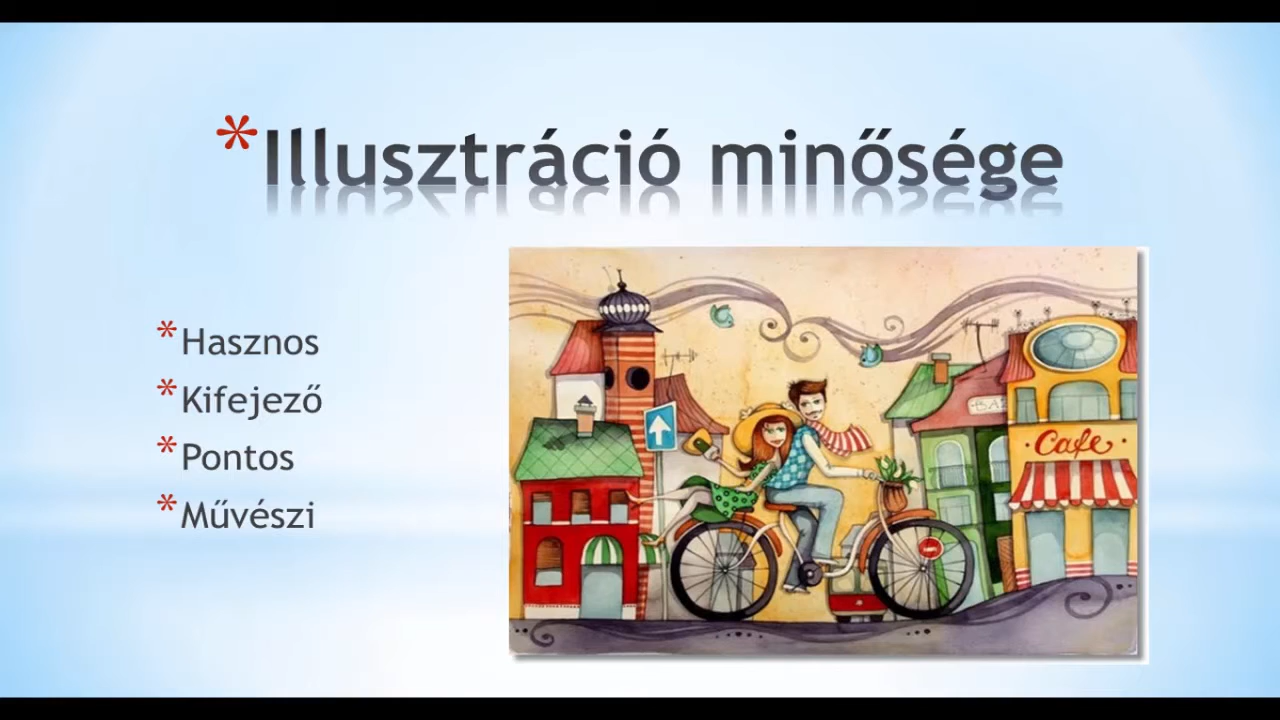 *Illusztráció minősége
*Hasznos
*Kifejező
*Pontos
*Művészi
Cafe